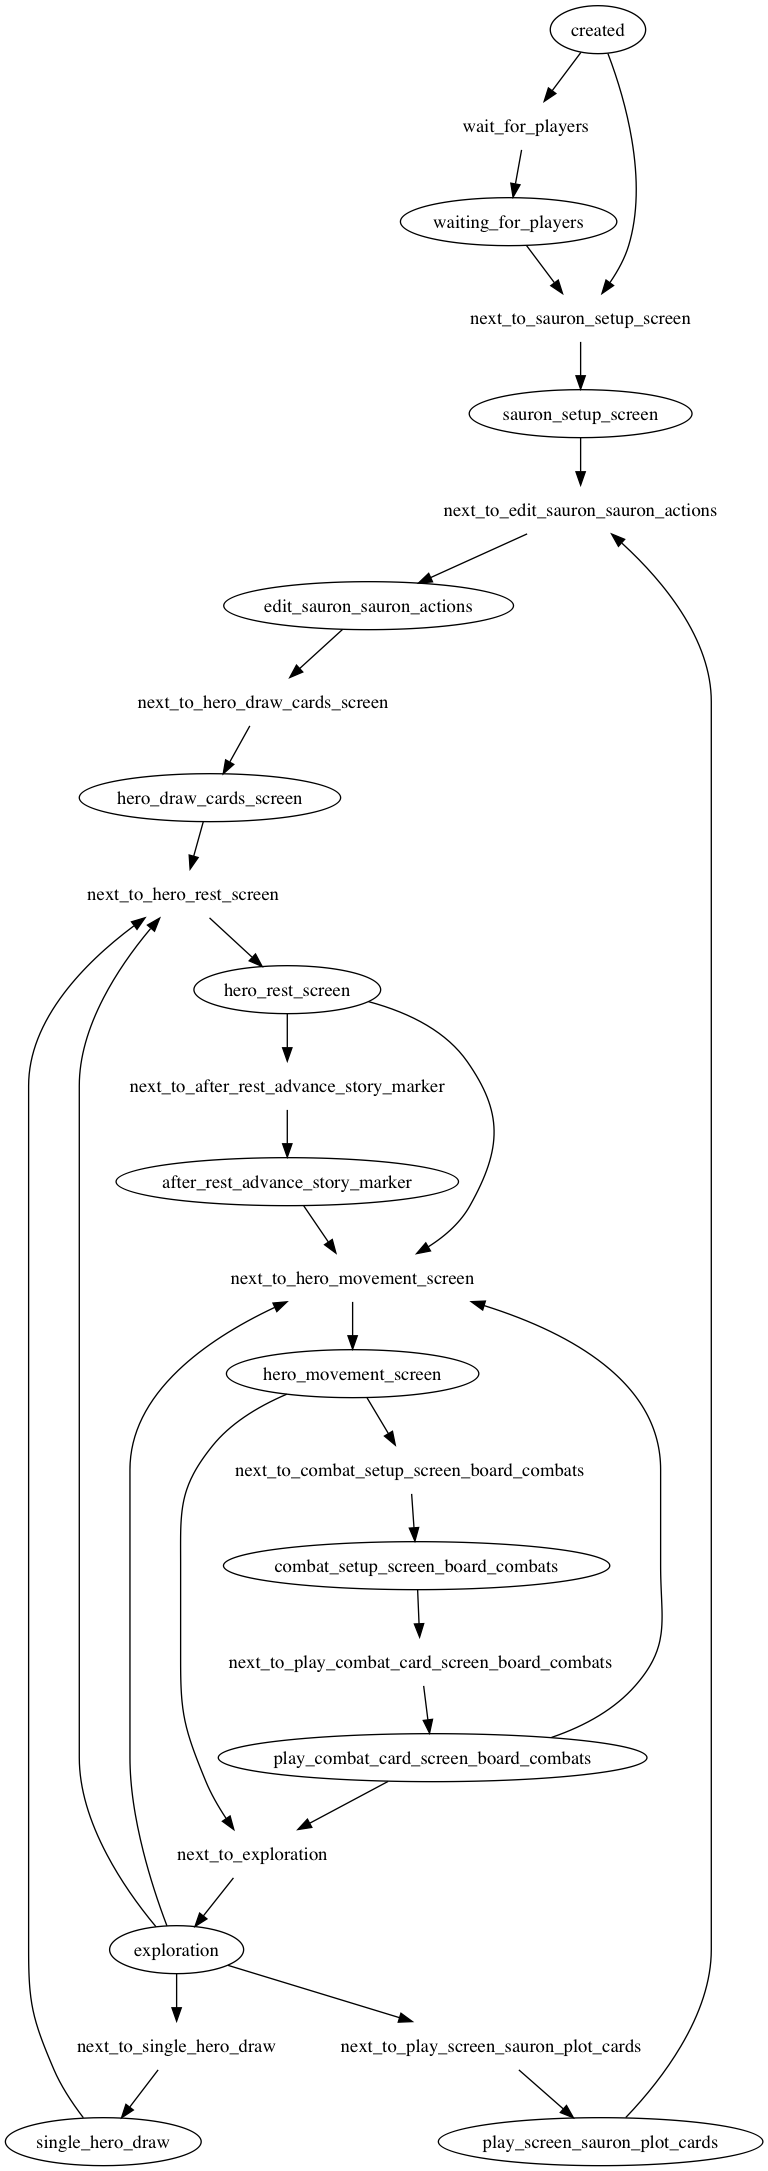 created
wait_for_players
waiting_for_players
next_to_sauron_setup_screen
sauron_setup_screen
next_to_edit_sauron_sauron_actions
edit_sauron_sauron_actions
next_to_hero_draw_cards_screen
hero_draw_cards_screen
next_to_hero_rest_screen
hero_rest_screen
next_to_after_rest_advance_story_marker
after_rest_advance_story_marker
next_to_hero_movement_screen
hero_movement_screen
next_to_combat_setup_screen_board_combats
combat_setup_screen_board_combats
next_to_play_combat_card_screen_board_combats
play_combat_card_screen_board_combats
next_to_exploration
exploration
next_to_single_hero_draw
next_to_play_screen_sauron_plot_cards
single_hero_draw
play_screen_sauron_plot_cards